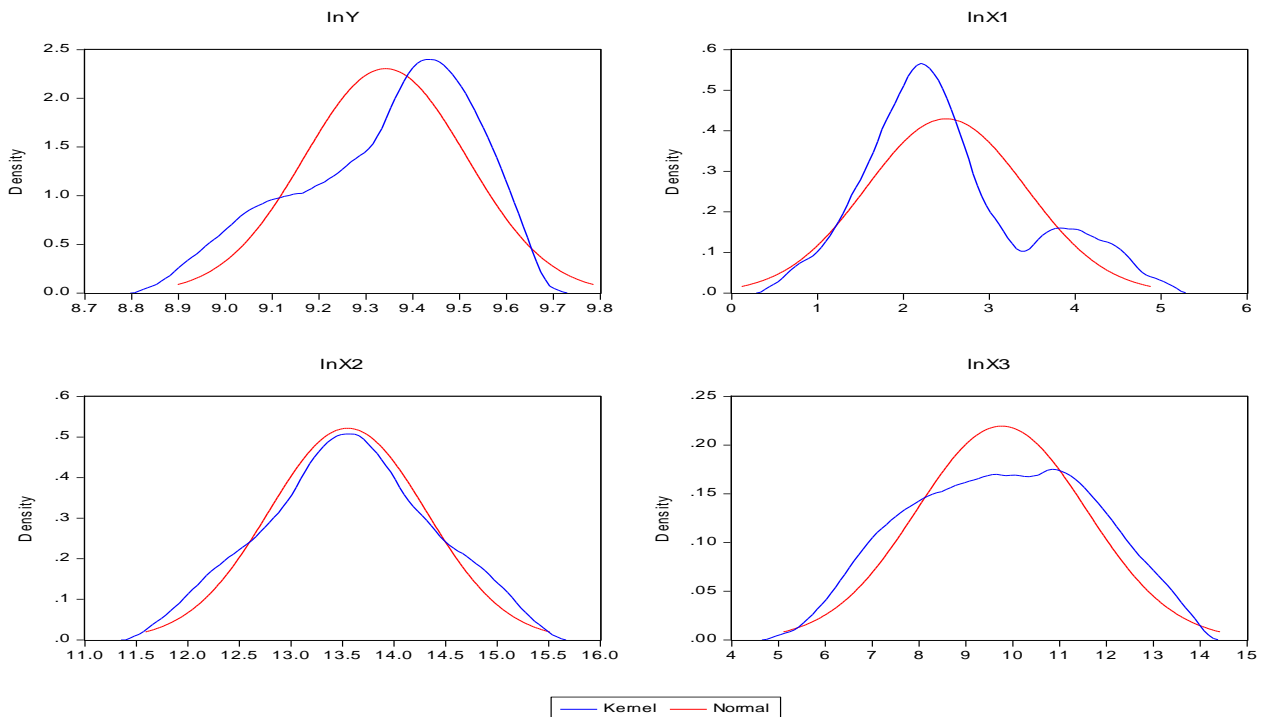 lnY
2.5
2.0
1.5
1.0
0.5
0.0
Density
8.7 8.8 8.9 9.0 9.1 9.2 9.3 9.4 9.5 9.6 9.7 9.8
lnX1
.6
.5
.4
.3
.2
.1
.0
Density
0 1 2 3 4 5 6
lnX2
.6
.5
.4
.3
.2
.1
.0
Density
11.0 11.5 12.0 12.5 13.0 13.5 14.0 14.5 15.0 15.5 16.0
lnX3
.25
.20
.15
.10
.05
.00
Density
4 5 6 7 8 9 10 11 12 13 14 15
Kernel Normal